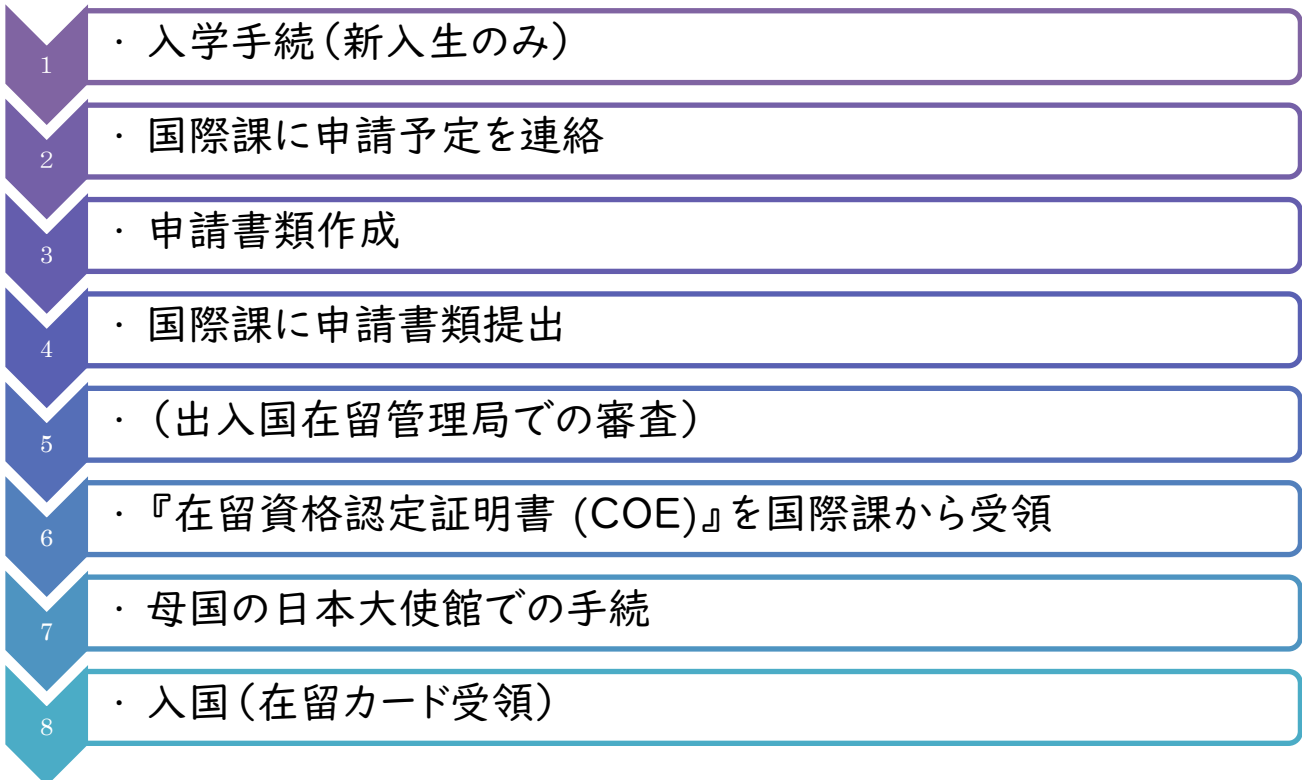 1
・入学手続(新入生のみ)
2
・国際課に申請予定を連絡
3
・申請書類作成
4
・国際課に申請書類提出
5
・(出入国在留管理局での審査)
6
・『在留資格認定証明書 (COE)』を国際課から受領
7
・母国の日本大使館での手続
8
・入国(在留カード受領)